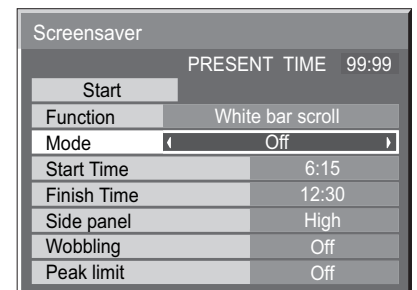 Screensaver
PRESENT TIME 99:99
Start
Function White bar scroll
Mode Off
Start Time 6:15
Finish Time 12:30
Side panel High
Wobbling Off
Peak limit Off